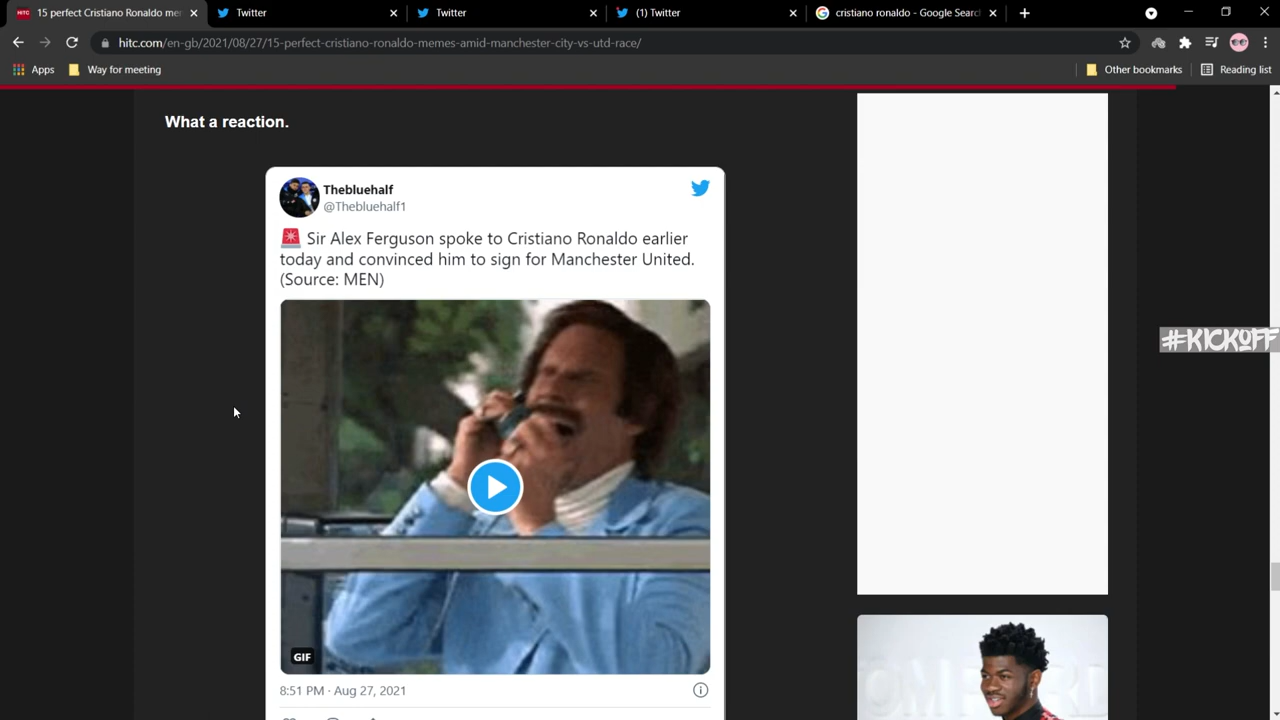 15 perfect Cristiano Ronaldo me
Twitter
Twitter
(1) Twitter
cristiano ronaldo - Google Searc
hitc.com/en-gb/2021/08/27/15-perfect-cristiano-ronaldo-memes-amid-manchester-city-vs-utd-race/
Apps
Way for meeting
Other bookmarks
Reading list
What a reaction.
Thebluehalf
@Thebluehalf1
Sir Alex Ferguson spoke to Cristiano Ronaldo earlier
today and convinced him to sign for Manchester United.
(Source: MEN)
#KICKOFF
GIF
8:51 PM · Aug 27, 2021